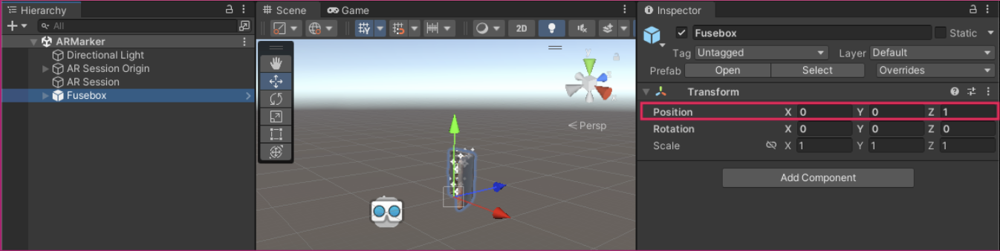 Hierarchy
All
ARMarker
Directional Light
AR Session Origin
AR Session
Fusebox
Scene
Game
2D
Persp
Inspector
Fusebox
Static
Tag Untagged
Layer Default
Prefab Open Select Overrides
Transform
Position X 0 Y 0 Z 1
Rotation X 0 Y 0 Z 0
Scale X 1 Y 1 Z 1
Add Component